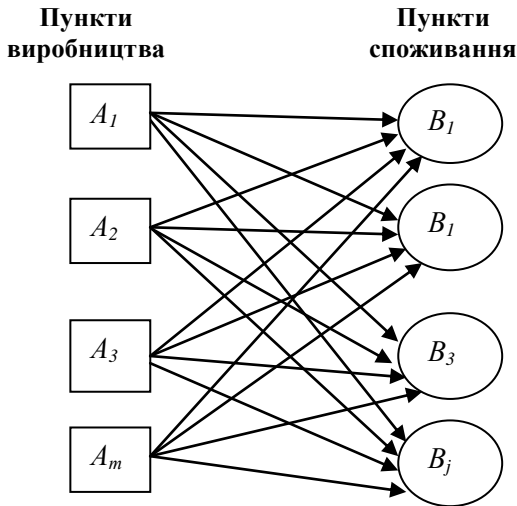 Пункти
виробництва
Пункти
споживання
A1
B1
A2
B1
A3
B3
Am
Bj